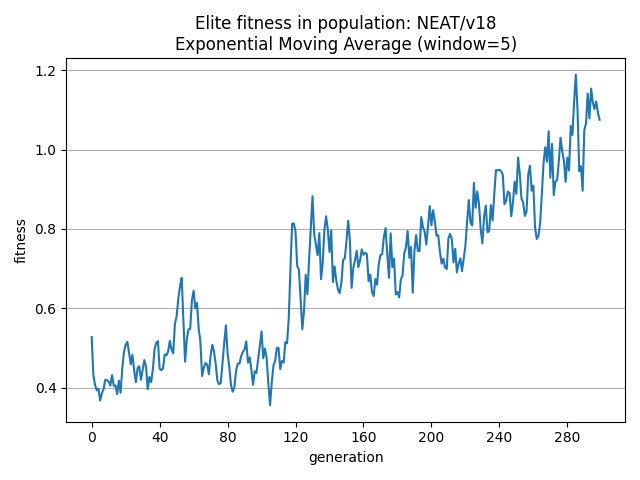 Elite fitness in population: NEAT/v18
Exponential Moving Average (window=5)
1.2
1.0
0.8
0.6
0.4
fitness
0 40 80 120 160 200 240 280
generation